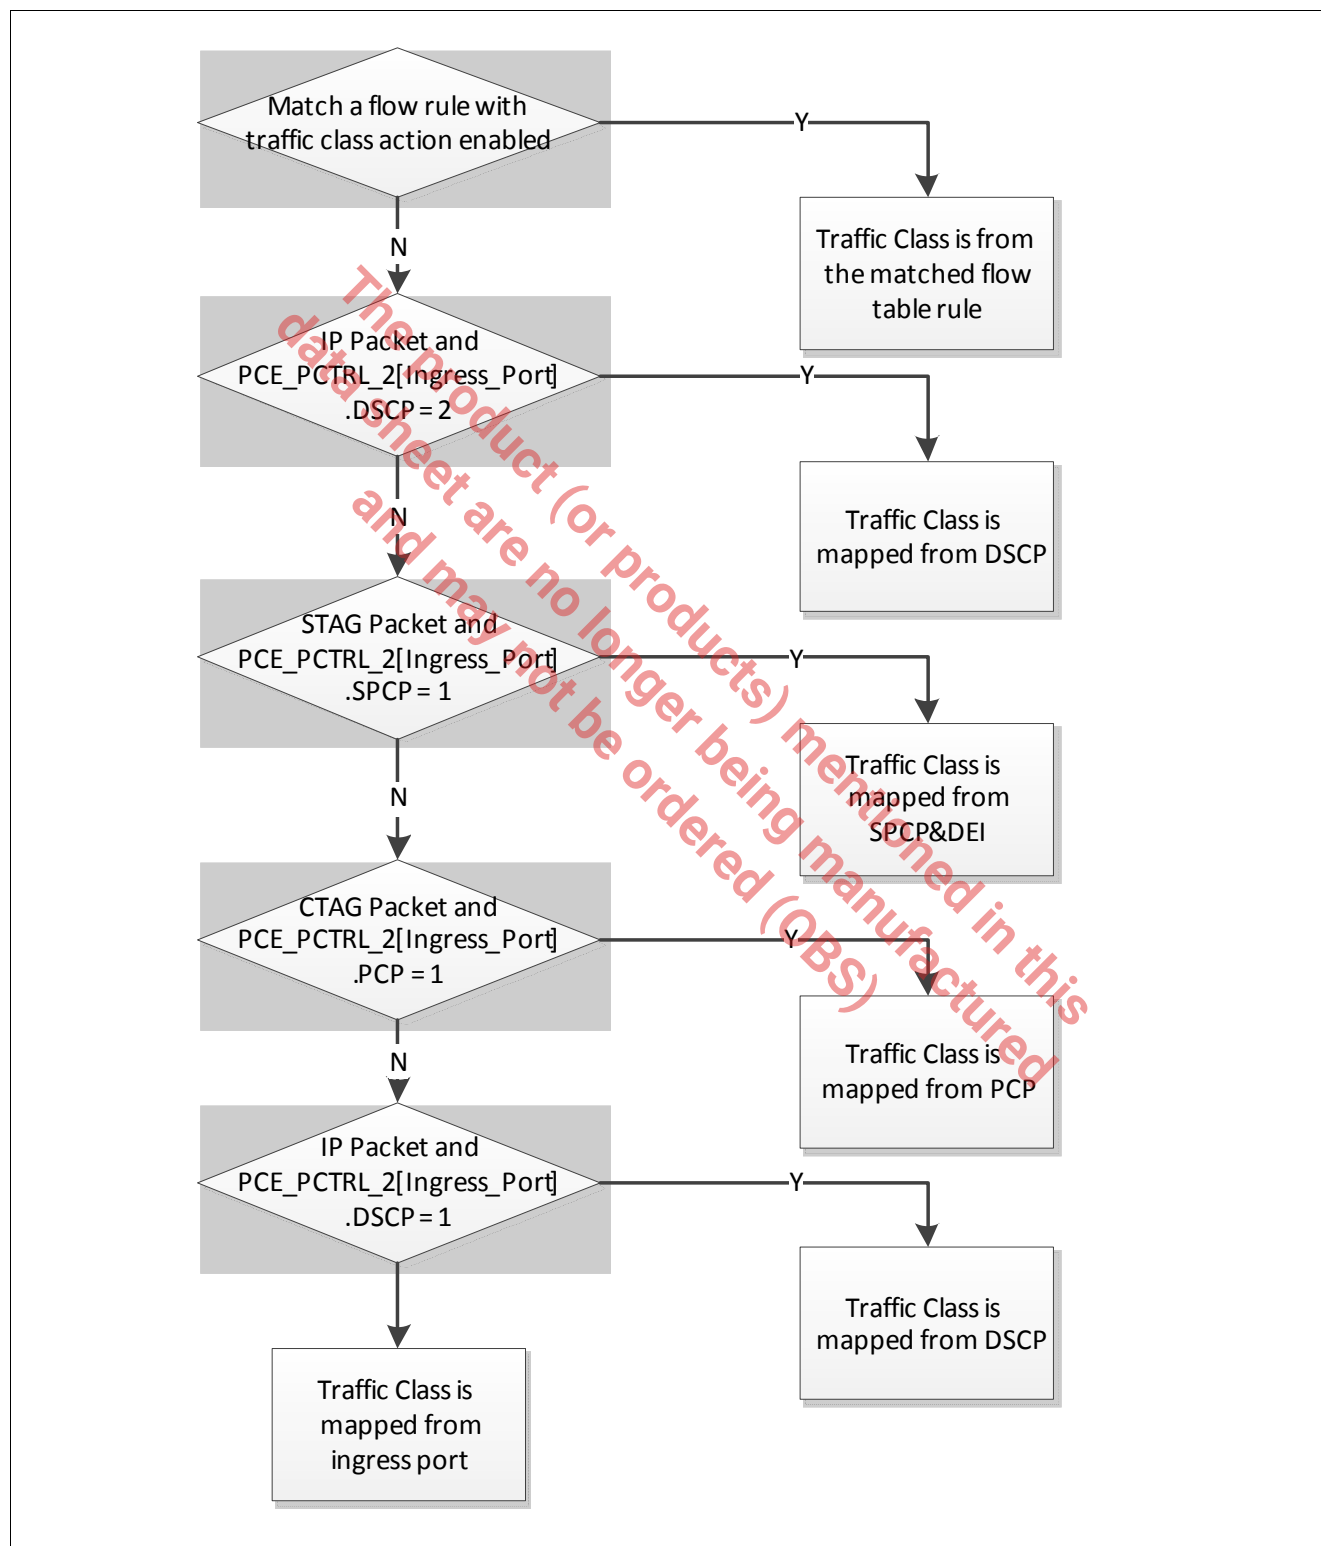 Match a flow rule with
traffic class action enabled
Y
Traffic Class is from
the matched flow
table rule
N
IP Packet and
PCE_PCTRL_2[Ingress_Port]
.DSCP = 2
Y
Traffic Class is
mapped from DSCP
N
STAG Packet and
PCE_PCTRL_2[Ingress_Port]
.SPCP = 1
Y
Traffic Class is
mapped from
SPCP&DEI
N
CTAG Packet and
PCE_PCTRL_2[Ingress_Port]
.PCP = 1
Y
Traffic Class is
mapped from PCP
N
IP Packet and
PCE_PCTRL_2[Ingress_Port]
.DSCP = 1
Y
Traffic Class is
mapped from DSCP
Traffic Class is
mapped from
ingress port
The product (or products) mentioned in this
data sheet are no longer being manufactured
and may not be ordered (OBS)